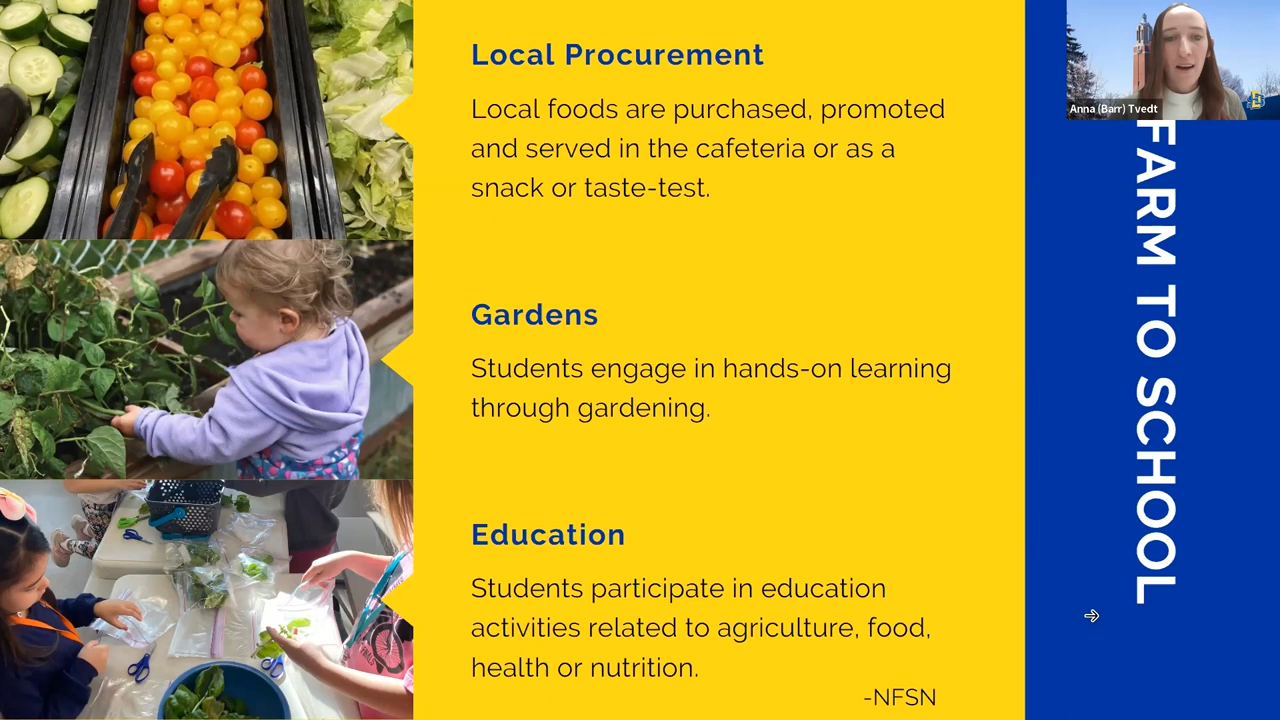 Local Procurement
Local foods are purchased, promoted
and served in the cafeteria or as a
snack or taste-test.
Gardens
Students engage in hands-on learning
through gardening.
Education
Students participate in education
activities related to agriculture, food,
health or nutrition.
-NFSN
FARM TO SCHOOL
Anna (Barr) Tvedt